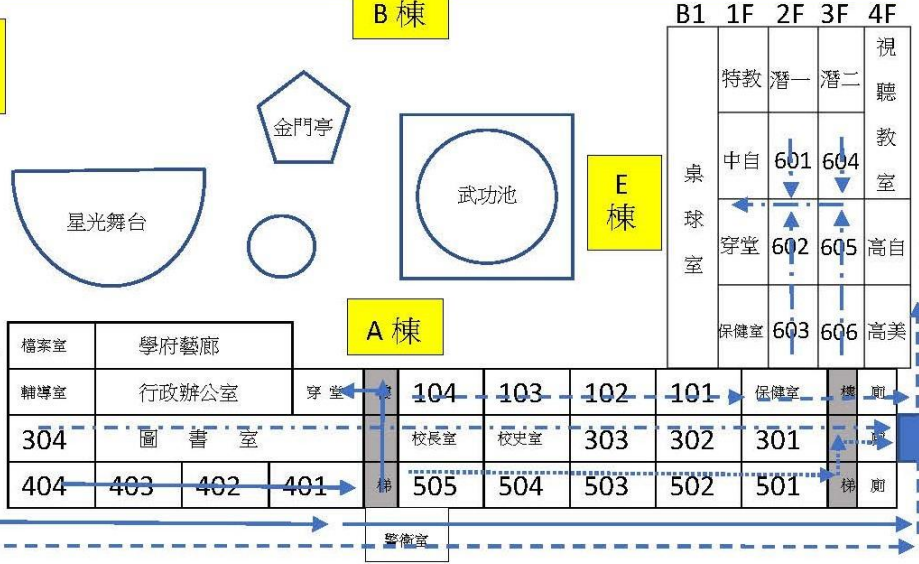 B 棟
B1 1F 2F 3F 4F
特教 潛一 潛二 視聽教室
金門亭
中自 601 604
桌球室
武功池
E棟
星光舞台
穿堂 602 605 高自
A 棟
保健室 603 606 高美
檔案室 學府藝廊
輔導室 行政辦公室 穿堂 樓 104 103 102 101 保健室 樓 廁
304 圖書室 校長室 校史室 303 302 301 廁
404 403 402 401 梯 505 504 503 502 501 梯 廁
警衛室